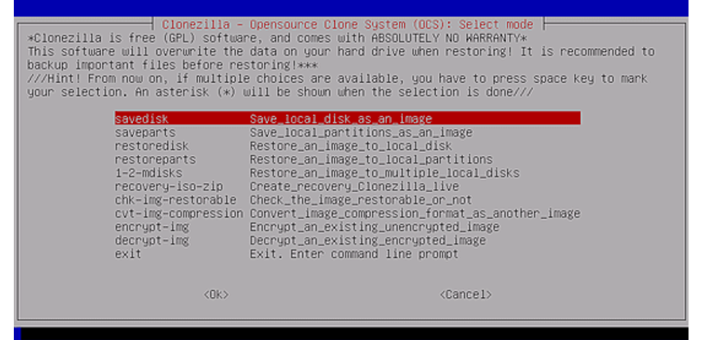 Clonezilla - Opensource Clone System (OCS): Select mode
*Clonezilla is free (GPL) software, and comes with ABSOLUTELY NO WARRANTY*
This software will overwrite the data on your hard drive when restoring! It is recommended to
backup important files before restoring!***
///Hint! From now on, if multiple choices are available, you have to press space key to mark
your selection. An asterisk (*) will be shown when the selection is done///
savedisk Save_local_disk_as_an_image
saveparts Save_local_partitions_as_an_image
restoredisk Restore_an_image_to_local_disk
restoreparts Restore_an_image_to_local_partitions
1-2-mdisks Restore_an_image_to_multiple_local_disks
recovery-iso-zip Create_recovery_Clonezilla_live
chk-img-restorable Check_the_image_restorable_or_not
cvt-img-compression Convert_image_compression_format_as_another_image
encrypt-img Encrypt_an_existing_unencrypted_image
decrypt-img Decrypt_an_existing_encrypted_image
exit Exit. Enter command line prompt
<Ok> <Cancel>